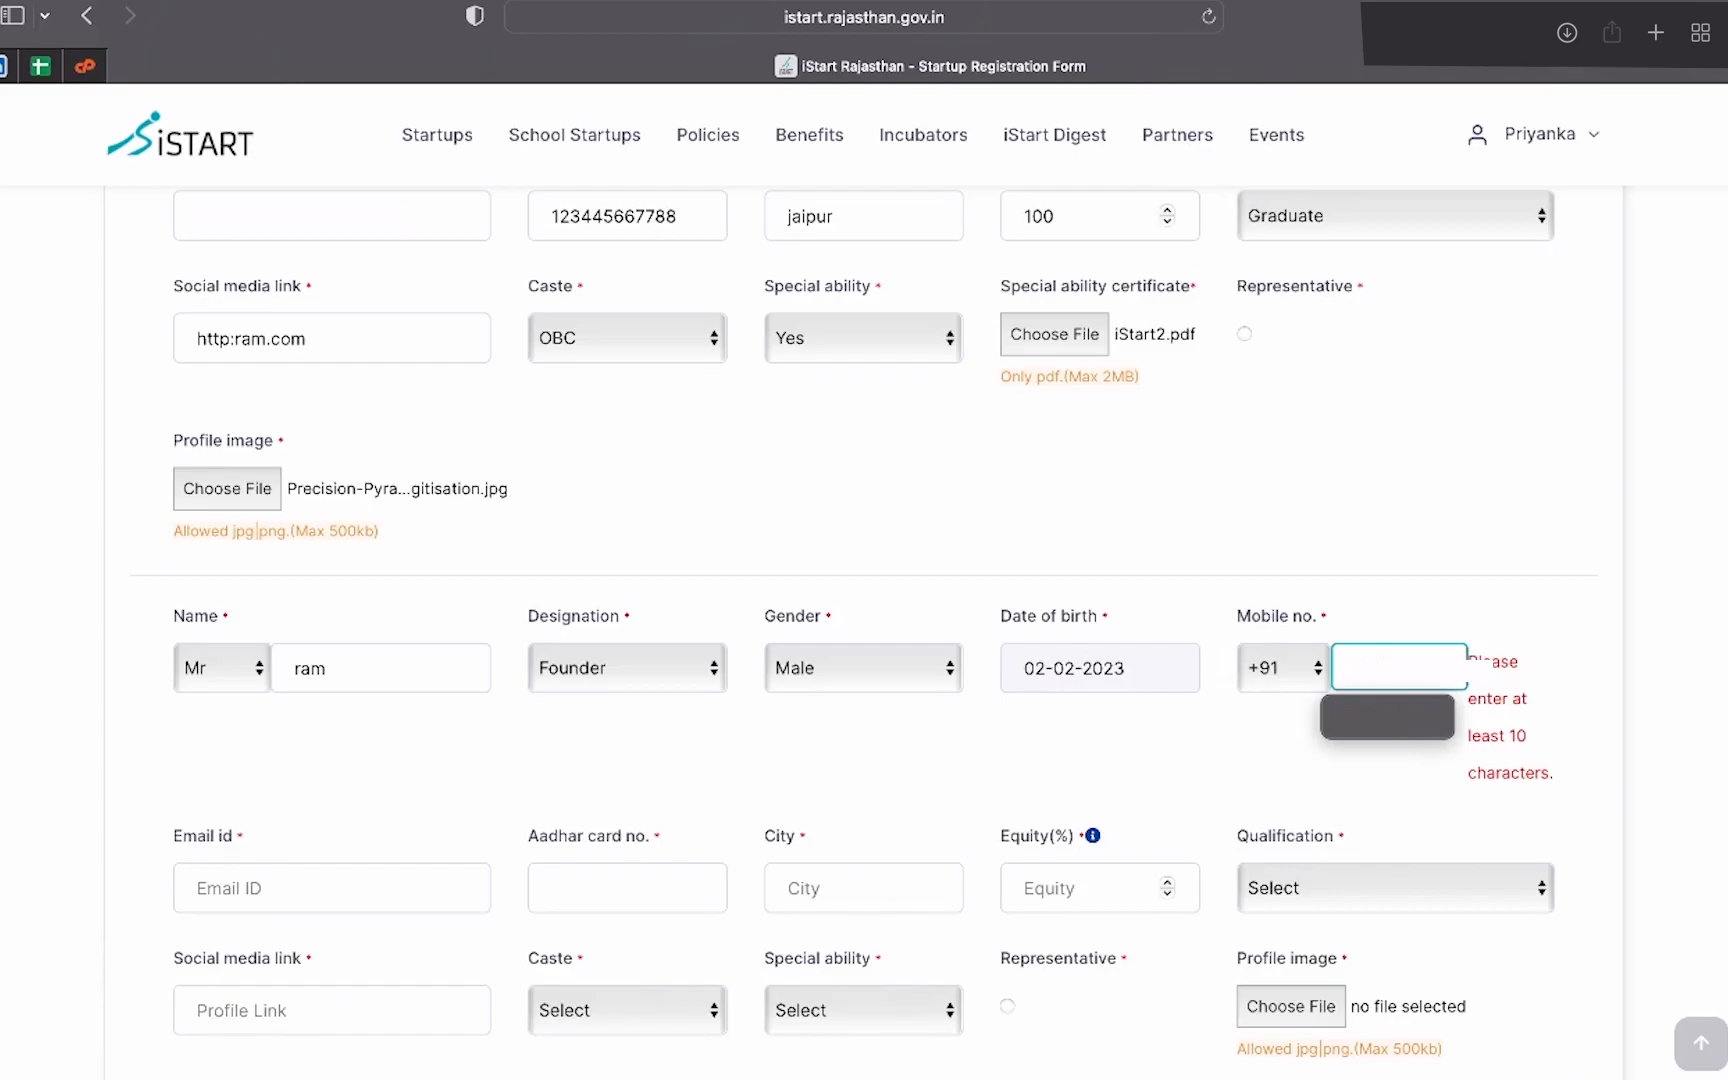 istart.rajasthan.gov.in
iStart Rajasthan - Startup Registration Form
iSTART
Startups School Startups Policies Benefits Incubators iStart Digest Partners Events Priyanka
123445667788 jaipur 100 Graduate
Social media link * Caste * Special ability * Special ability certificate* Representative *
http:ram.com OBC Yes Choose File iStart2.pdf
Only pdf.(Max 2MB)
Profile image *
Choose File Precision-Pyra...gitisation.jpg
Allowed jpg|png.(Max 500kb)
Name * Designation * Gender * Date of birth * Mobile no. *
Mr ram Founder Male 02-02-2023 +91
enter at
least 10
characters.
Email id * Aadhar card no. * City * Equity(%) * Qualification *
Email ID City Equity Select
Social media link * Caste * Special ability * Representative * Profile image *
Profile Link Select Select Choose File no file selected
Allowed jpg|png.(Max 500kb)